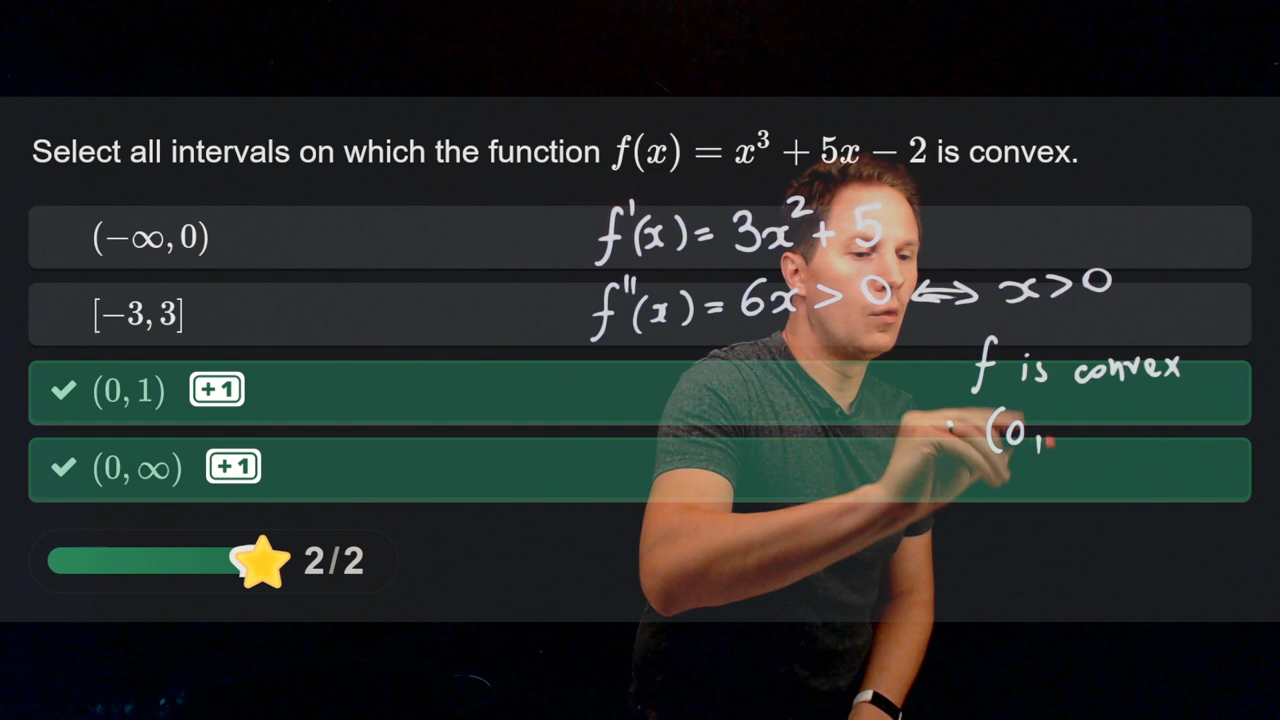 Select all intervals on which the function f(x) = x³ + 5x − 2 is convex.
(−∞, 0)
f'(x) = 3x² + 5
[−3, 3]
f''(x) = 6x > 0 ⟺ x > 0
(0, 1) +1
f is convex
(0, ∞) +1
(0,
2/2